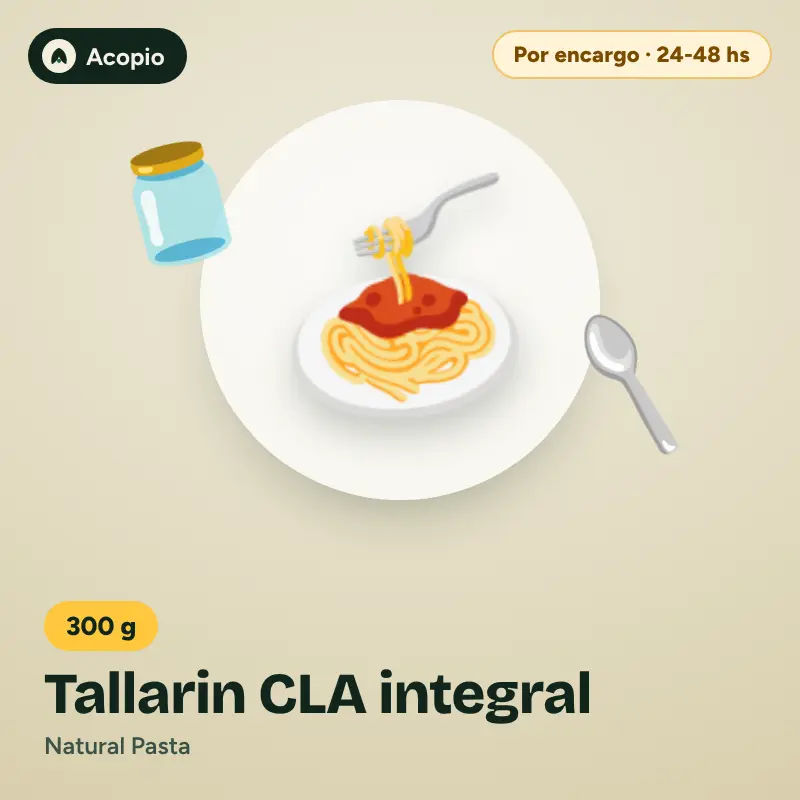 Acopio
Por encargo · 24-48 hs
300 g
Tallarin CLA integral
Natural Pasta